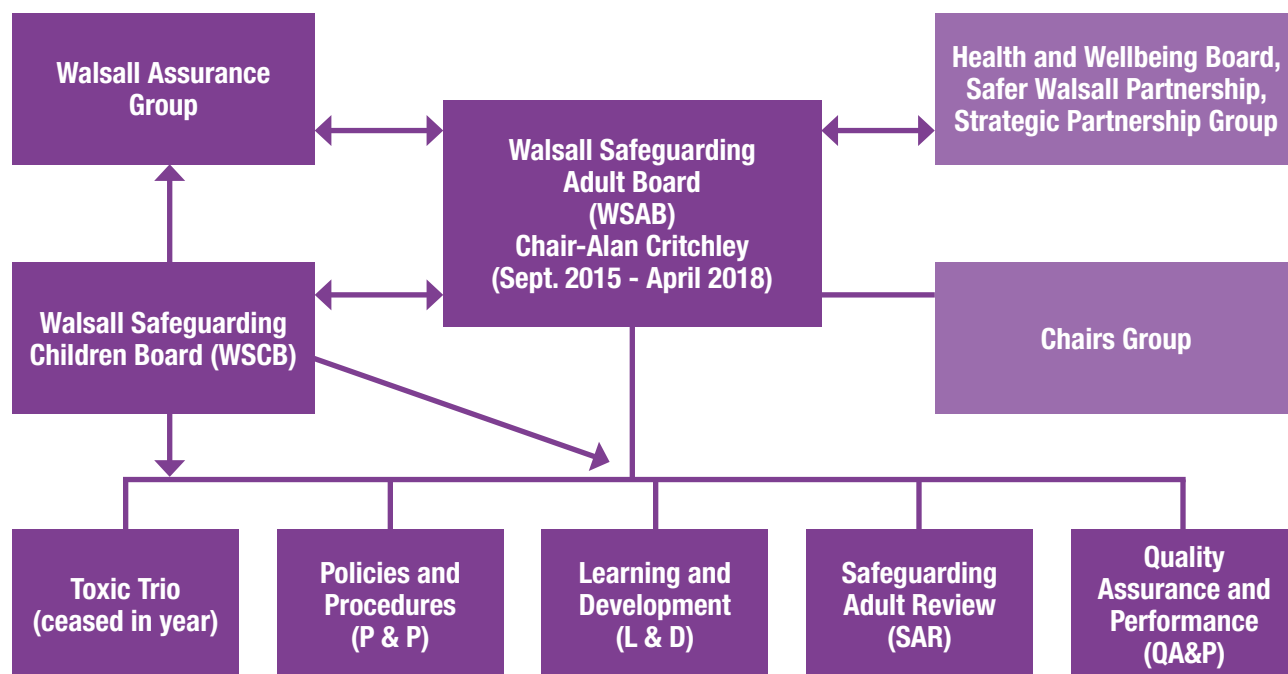 Walsall Assurance
Group
Health and Wellbeing Board,
Safer Walsall Partnership,
Strategic Partnership Group
Walsall Safeguarding
Adult Board
(WSAB)
Chair-Alan Critchley
(Sept. 2015 - April 2018)
Walsall Safeguarding
Children Board (WSCB)
Chairs Group
Toxic Trio
(ceased in year)
Policies and
Procedures
(P & P)
Learning and
Development
(L & D)
Safeguarding
Adult Review
(SAR)
Quality
Assurance and
Performance
(QA&P)